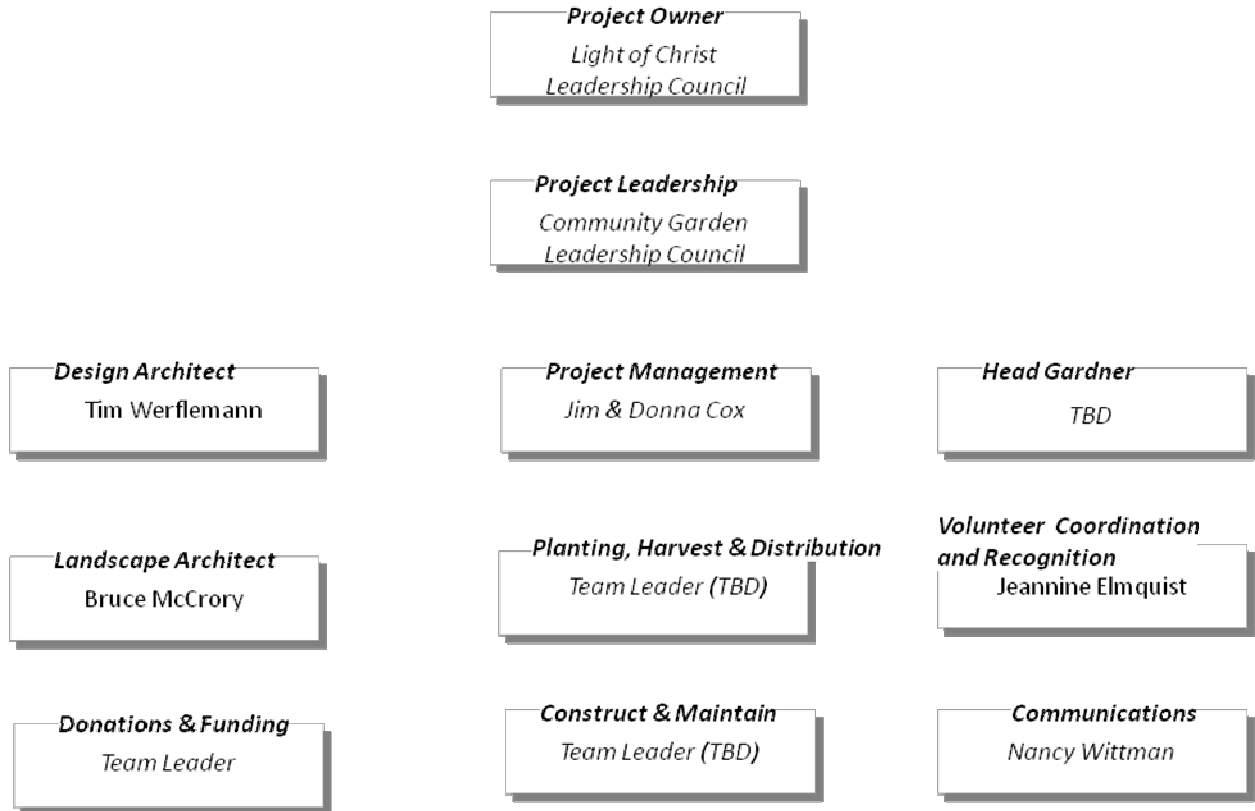 Project Owner
Light of Christ
Leadership Council
Project Leadership
Community Garden
Leadership Council
Design Architect
Tim Werflemann
Project Management
Jim & Donna Cox
Head Gardner
TBD
Landscape Architect
Bruce McCrory
Planting, Harvest & Distribution
Team Leader (TBD)
Volunteer Coordination
and Recognition
Jeannine Elmquist
Donations & Funding
Team Leader
Construct & Maintain
Team Leader (TBD)
Communications
Nancy Wittman